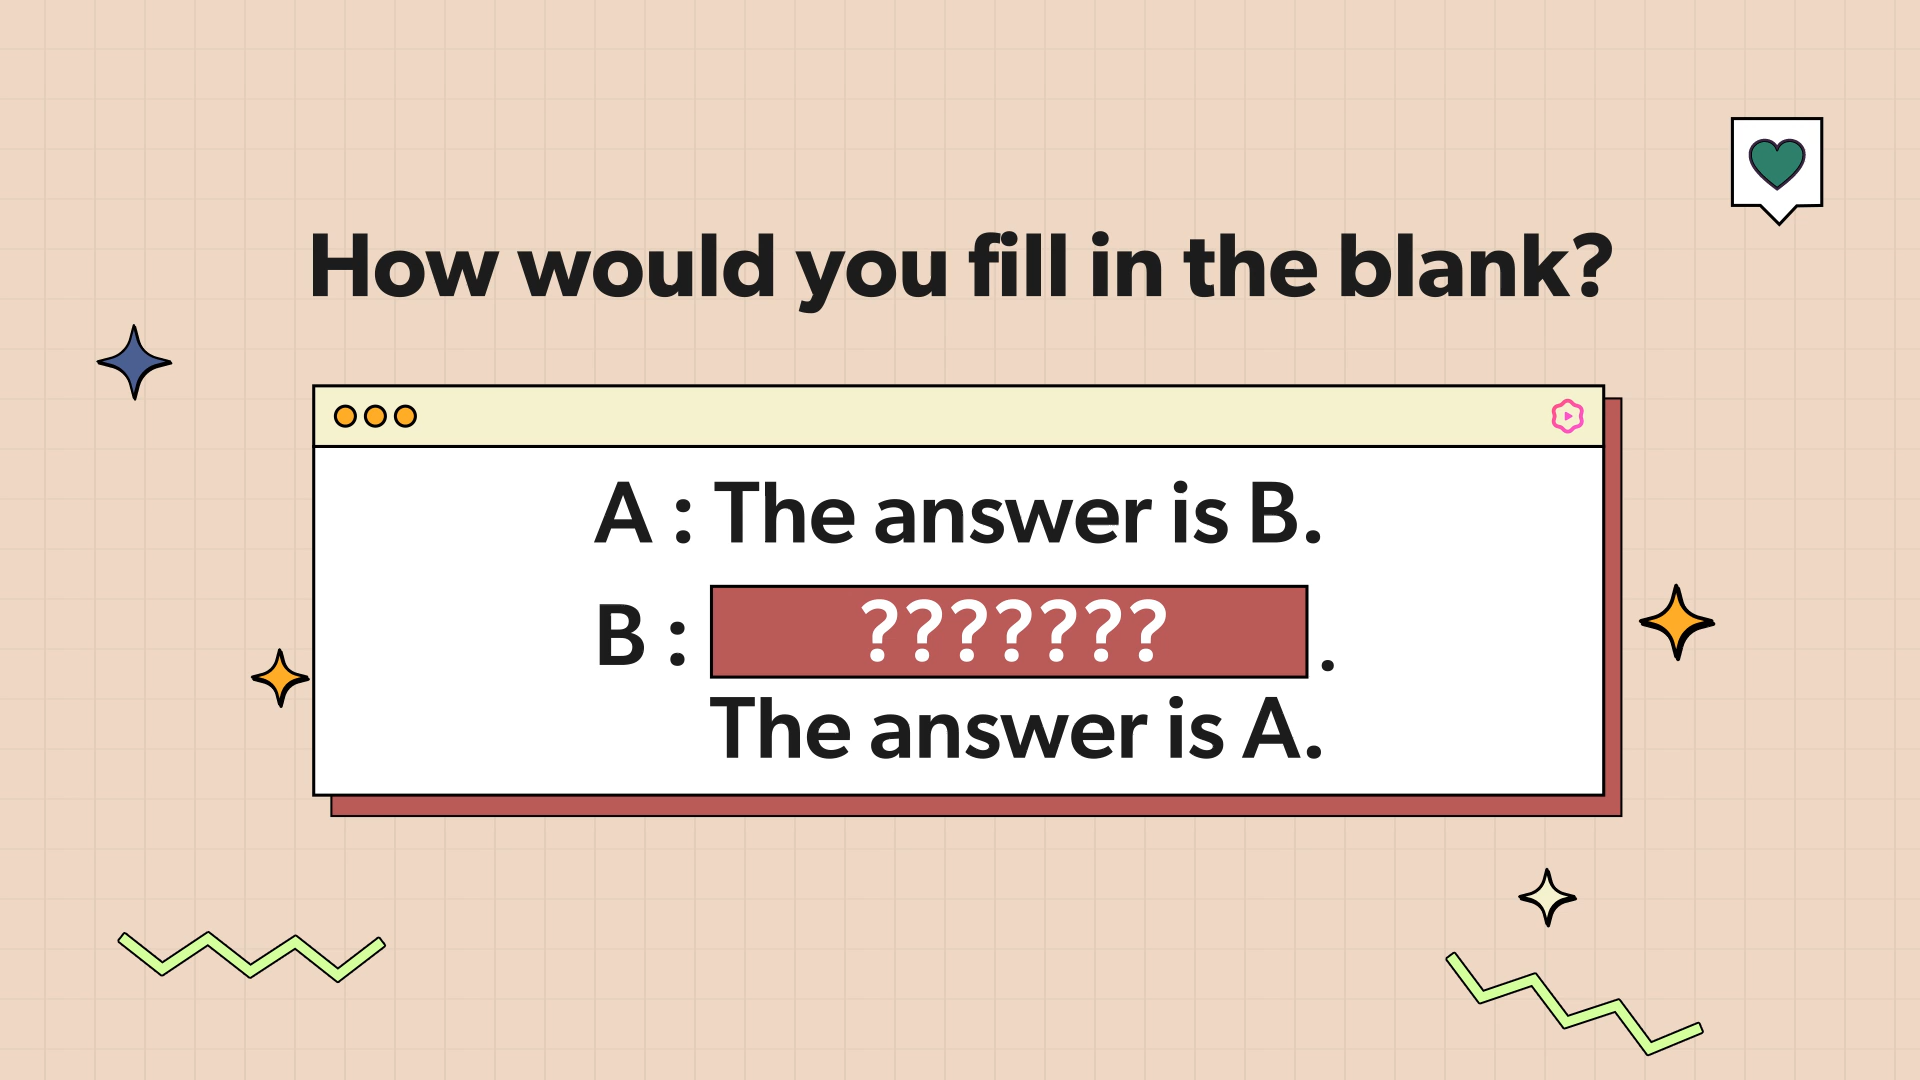 How would you fill in the blank?
A : The answer is B.
B : ??????? .
The answer is A.